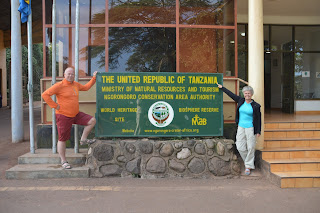 THE UNITED REPUBLIC OF TANZANIA
MINISTRY OF NATURAL RESOURCES AND TOURISM
NGORONGORO CONSERVATION AREA AUTHORITY
WORLD HERITAGE
SITE
BIOSPHERE RESERVE
MAB